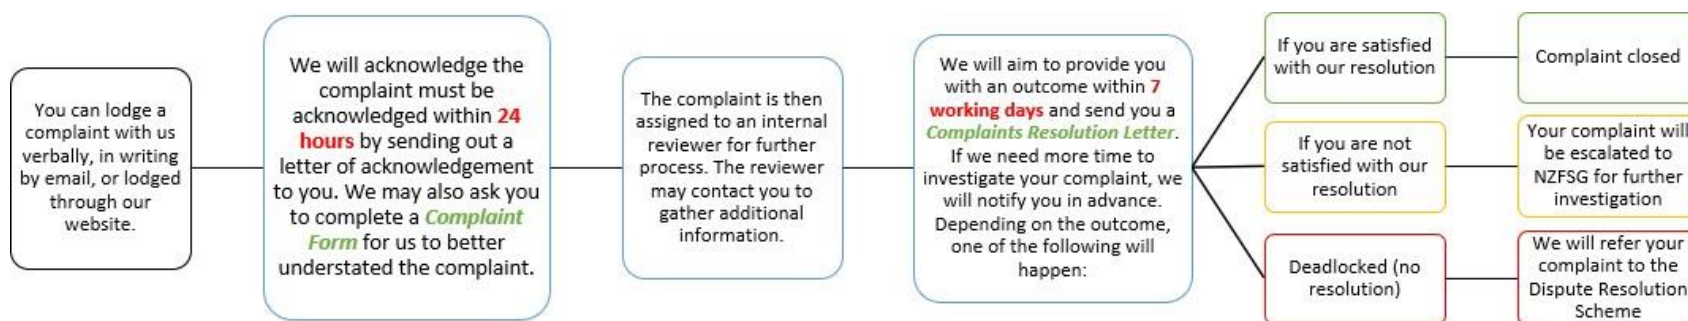 You can lodge a
complaint with us
verbally, in writing
by email, or lodged
through our
website.
We will acknowledge the
complaint must be
acknowledged within 24
hours by sending out a
letter of acknowledgement
to you. We may also ask you
to complete a Complaint
Form for us to better
understated the complaint.
The complaint is then
assigned to an internal
reviewer for further
process. The reviewer
may contact you to
gather additional
information.
We will aim to provide you
with an outcome within 7
working days and send you a
Complaints Resolution Letter.
If we need more time to
investigate your complaint, we
will notify you in advance.
Depending on the outcome,
one of the following will
happen:
If you are satisfied
with our resolution
Complaint closed
If you are not
satisfied with our
resolution
Your complaint will
be escalated to
NZFSG for further
investigation
Deadlocked (no
resolution)
We will refer your
complaint to the
Dispute Resolution
Scheme